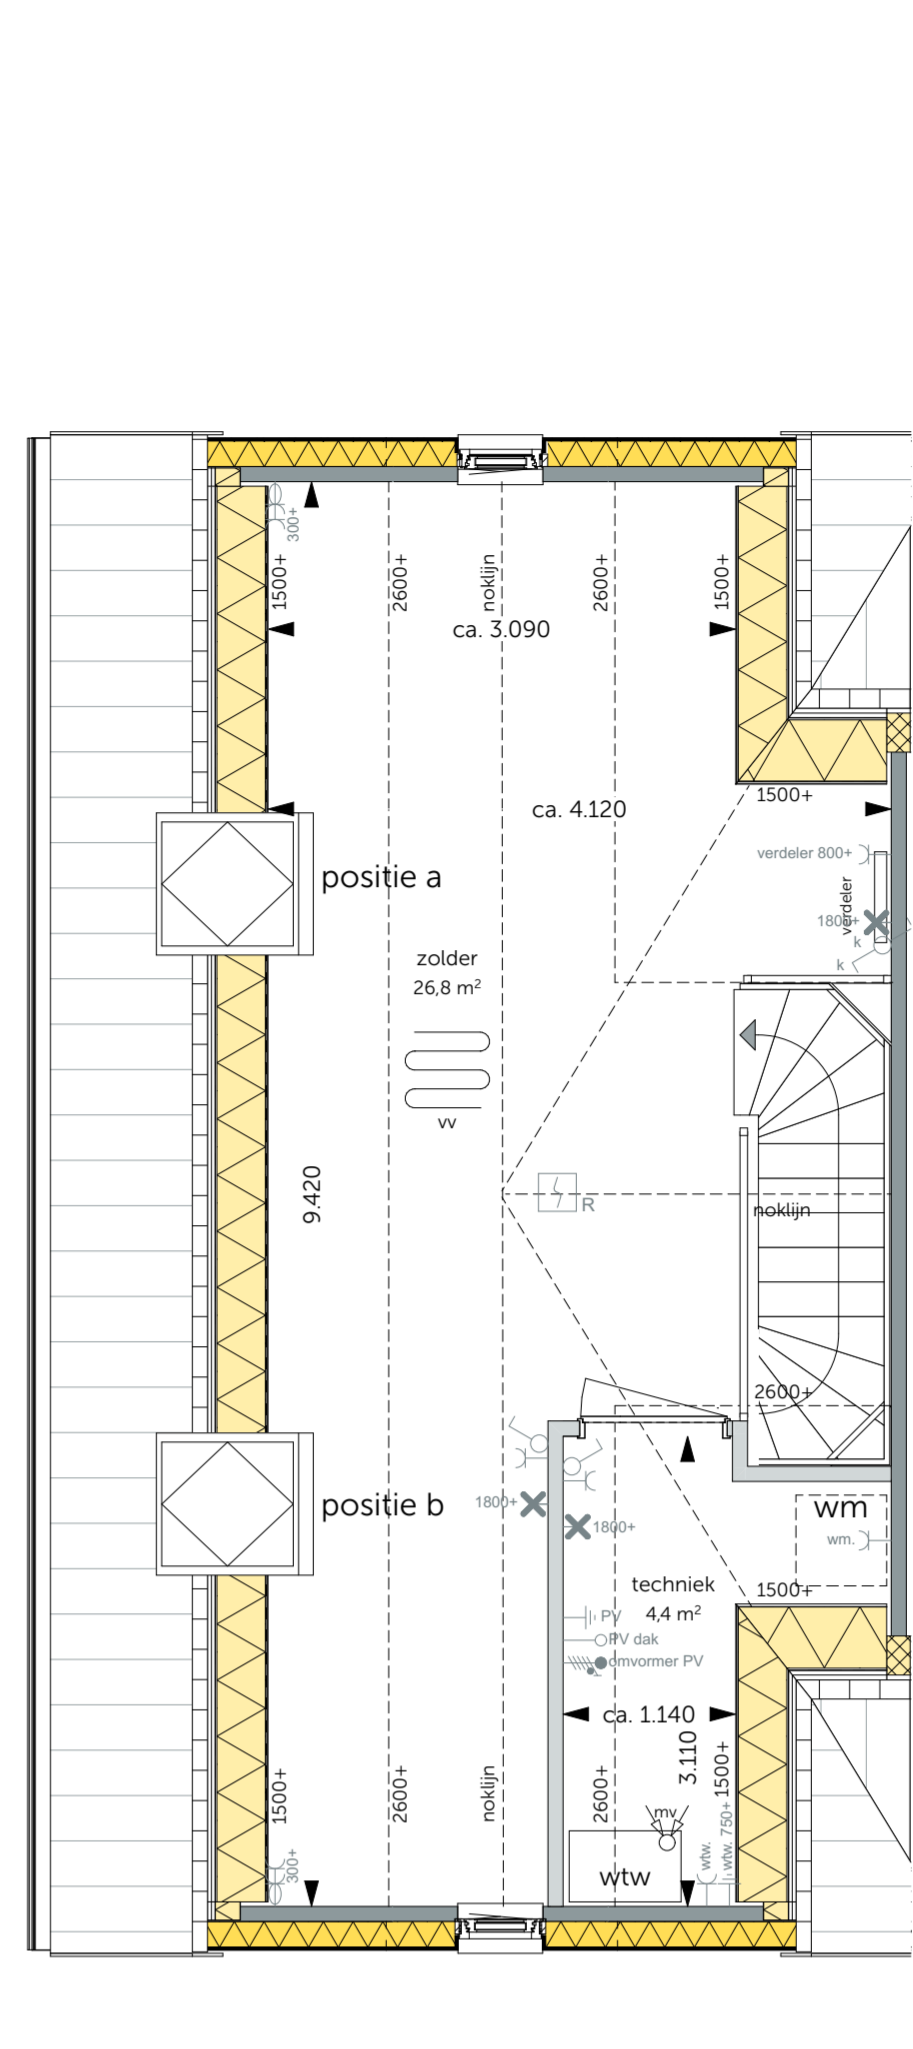 300+
1500+
2600+
noklijn
2600+
1500+
ca. 3.090
1500+
ca. 4.120
verdeler 800+
verdeler
1800+
k
k
positie a
zolder
26,8 m²
vv
9.420
R
noklijn
2600+
positie b
1800+
1800+
wm
wm.
1500+
techniek
4,4 m²
PV
PV dak
omvormer PV
ca. 1.140
3.110
1500+
2600+
noklijn
2600+
1500+
300+
mv
wtw
wtw.
wtw. 750+